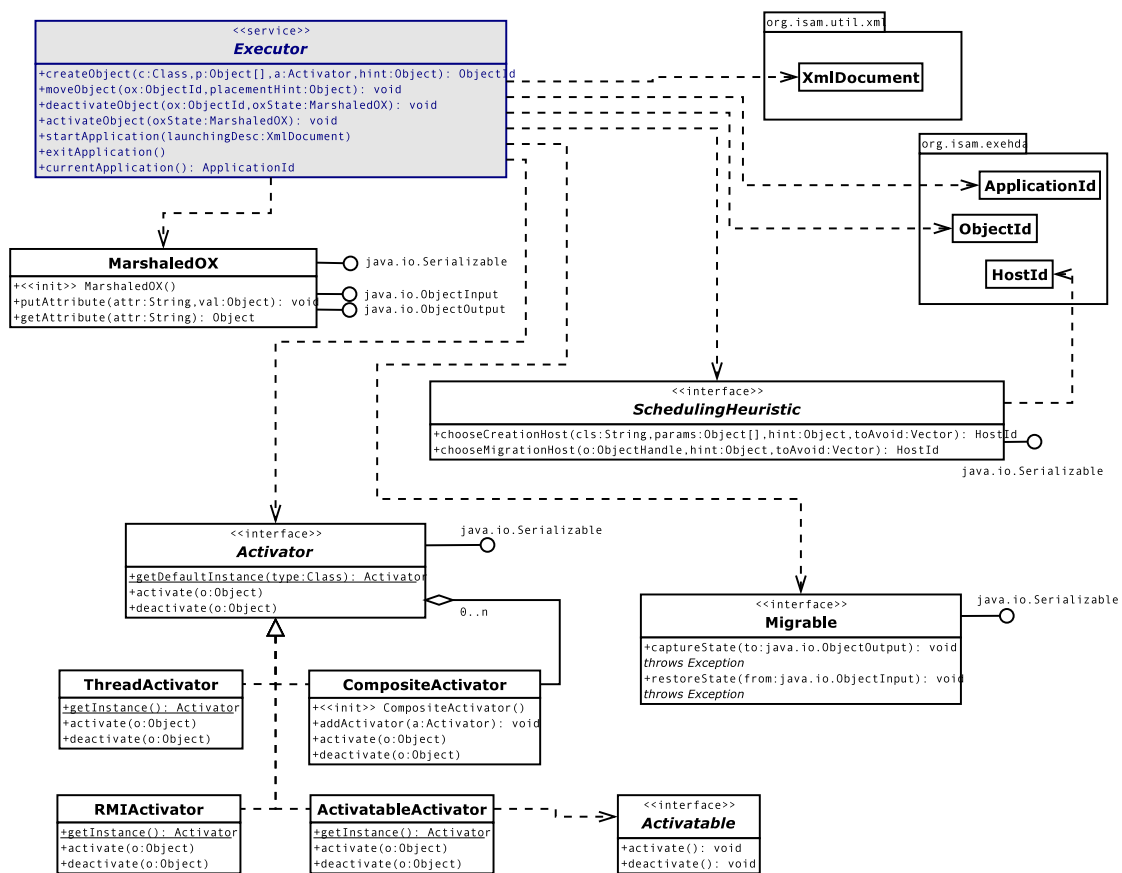 <<service>>
Executor
+createObject(c:Class,p:Object[],a:Activator,hint:Object): ObjectId
+moveObject(ox:ObjectId,placementHint:Object): void
+deactivateObject(ox:ObjectId,oxState:MarshaledOX): void
+activateObject(oxState:MarshaledOX): void
+startApplication(launchingDesc:XmlDocument)
+exitApplication()
+currentApplication(): ApplicationId
org.isam.util.xml
XmlDocument
org.isam.exehda
ApplicationId
ObjectId
HostId
MarshaledOX
+<<init>> MarshaledOX()
+putAttribute(attr:String,val:Object): void
+getAttribute(attr:String): Object
java.io.Serializable
java.io.ObjectInput
java.io.ObjectOutput
<<interface>>
SchedulingHeuristic
+chooseCreationHost(cls:String,params:Object[],hint:Object,toAvoid:Vector): HostId
+chooseMigrationHost(o:ObjectHandle,hint:Object,toAvoid:Vector): HostId
java.io.Serializable
<<interface>>
Activator
+getDefaultInstance(type:Class): Activator
+activate(o:Object)
+deactivate(o:Object)
java.io.Serializable
0..n
<<interface>>
Migrable
+captureState(to:java.io.ObjectOutput): void
throws Exception
+restoreState(from:java.io.ObjectInput): void
throws Exception
java.io.Serializable
ThreadActivator
+getInstance(): Activator
+activate(o:Object)
+deactivate(o:Object)
CompositeActivator
+<<init>> CompositeActivator()
+addActivator(a:Activator): void
+activate(o:Object)
+deactivate(o:Object)
RMIActivator
+getInstance(): Activator
+activate(o:Object)
+deactivate(o:Object)
ActivatableActivator
+getInstance(): Activator
+activate(o:Object)
+deactivate(o:Object)
<<interface>>
Activatable
+activate(): void
+deactivate(): void